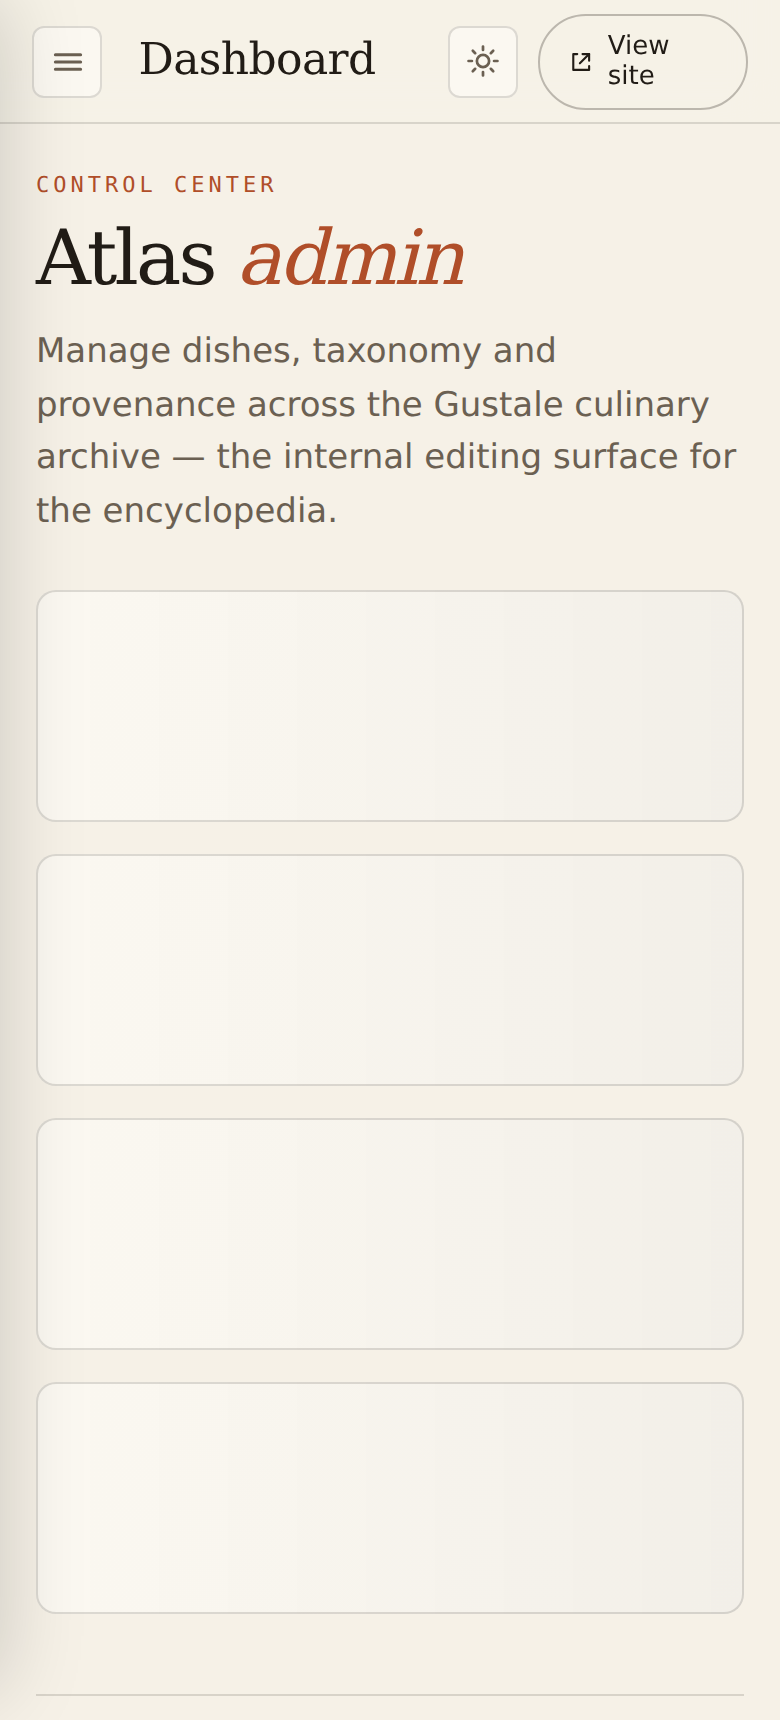 Dashboard
View
site
CONTROL CENTER
Atlas admin
Manage dishes, taxonomy and
provenance across the Gustale culinary
archive — the internal editing surface for
the encyclopedia.